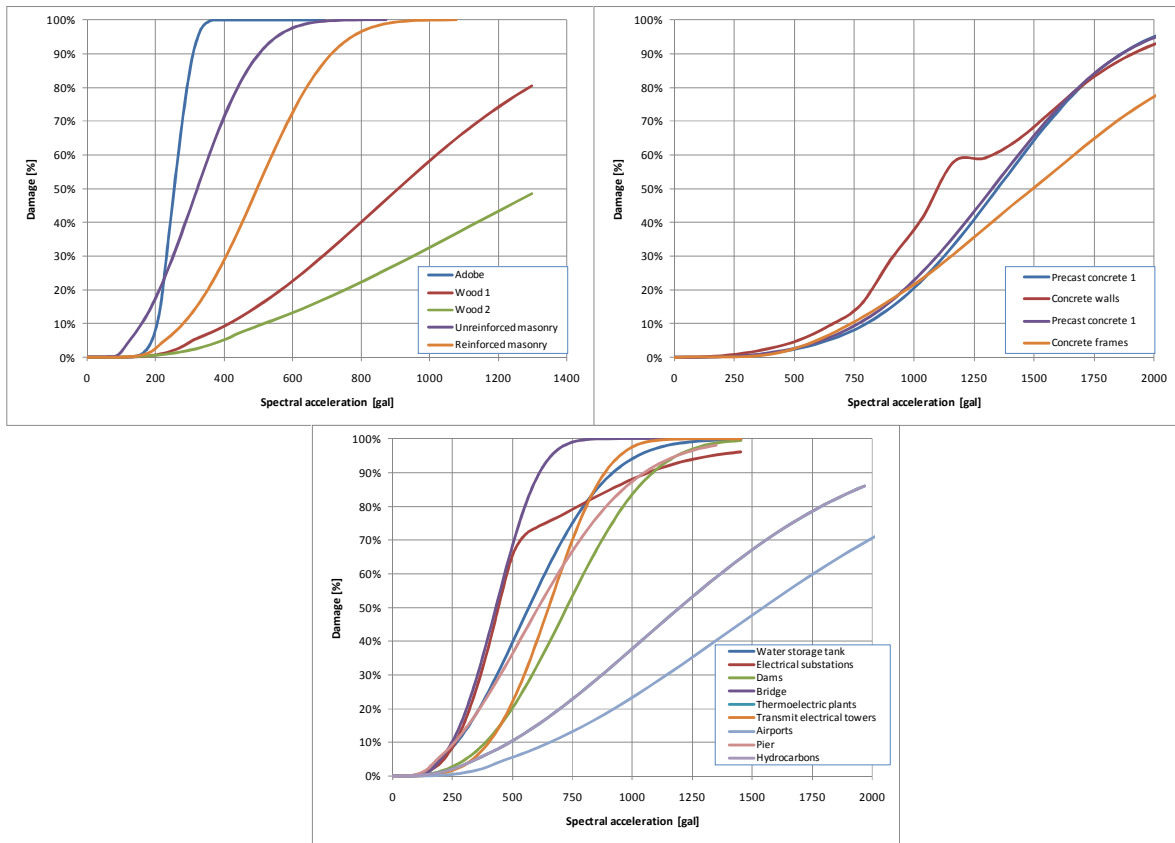 100%
90%
80%
70%
60%
50%
40%
30%
20%
10%
0%
Damage [%]
0 200 400 600 800 1000 1200 1400
Spectral acceleration [gal]
Adobe
Wood 1
Wood 2
Unreinforced masonry
Reinforced masonry
100%
90%
80%
70%
60%
50%
40%
30%
20%
10%
0%
Damage [%]
0 250 500 750 1000 1250 1500 1750 2000
Spectral acceleration [gal]
Precast concrete 1
Concrete walls
Precast concrete 1
Concrete frames
100%
90%
80%
70%
60%
50%
40%
30%
20%
10%
0%
Damage [%]
0 250 500 750 1000 1250 1500 1750 2000
Spectral acceleration [gal]
Water storage tank
Electrical substations
Dams
Bridge
Thermoelectric plants
Transmit electrical towers
Airports
Pier
Hydrocarbons